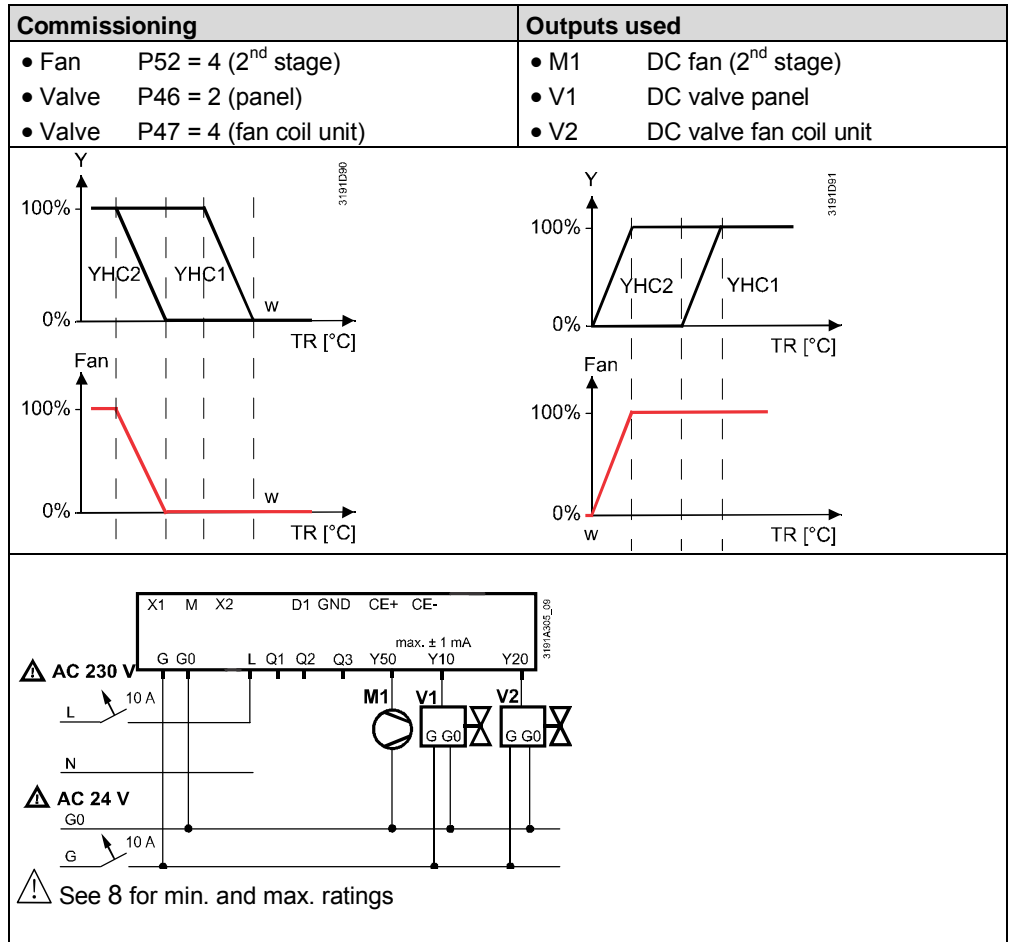 Commissioning
Outputs used
• Fan P52 = 4 (2nd stage)
• Valve P46 = 2 (panel)
• Valve P47 = 4 (fan coil unit)
• M1 DC fan (2nd stage)
• V1 DC valve panel
• V2 DC valve fan coil unit
Y
3191D90
100%
YHC2 YHC1
w
0%
TR [°C]
Fan
100%
w
0%
TR [°C]
Y
3191D91
100%
YHC2 YHC1
0%
TR [°C]
Fan
100%
0%
w
TR [°C]
X1 M X2 D1 GND CE+ CE-
3191A305_09
max. ± 1 mA
G G0 L Q1 Q2 Q3 Y50 Y10 Y20
AC 230 V
M1 V1 V2
10 A
L
G G0 G G0
N
AC 24 V
G0
10 A
G
See 8 for min. and max. ratings